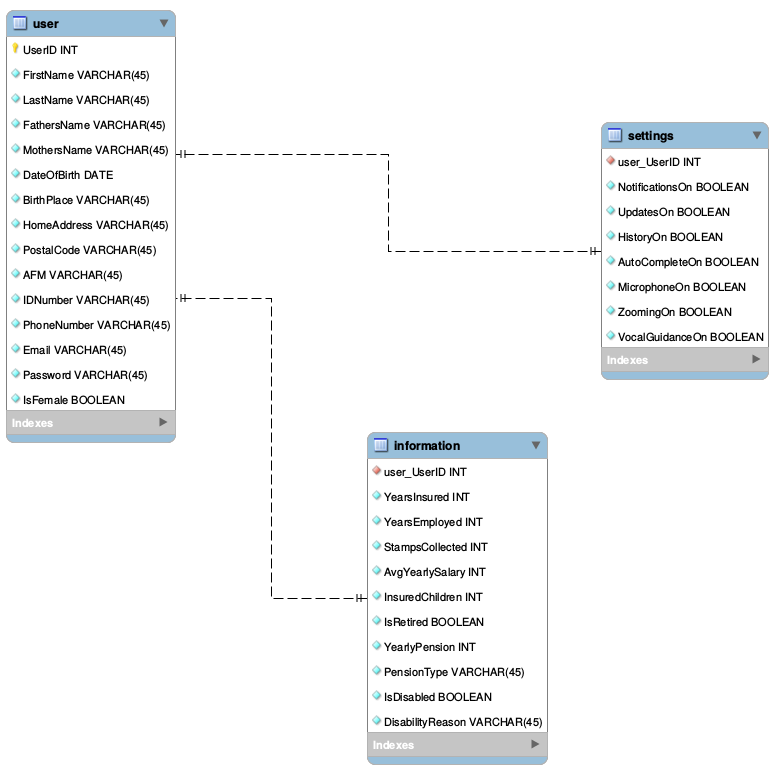 user
UserID INT
FirstName VARCHAR(45)
LastName VARCHAR(45)
FathersName VARCHAR(45)
MothersName VARCHAR(45)
DateOfBirth DATE
BirthPlace VARCHAR(45)
HomeAddress VARCHAR(45)
PostalCode VARCHAR(45)
AFM VARCHAR(45)
IDNumber VARCHAR(45)
PhoneNumber VARCHAR(45)
Email VARCHAR(45)
Password VARCHAR(45)
IsFemale BOOLEAN
Indexes
settings
user_UserID INT
NotificationsOn BOOLEAN
UpdatesOn BOOLEAN
HistoryOn BOOLEAN
AutoCompleteOn BOOLEAN
MicrophoneOn BOOLEAN
ZoomingOn BOOLEAN
VocalGuidanceOn BOOLEAN
Indexes
information
user_UserID INT
YearsInsured INT
YearsEmployed INT
StampsCollected INT
AvgYearlySalary INT
InsuredChildren INT
IsRetired BOOLEAN
YearlyPension INT
PensionType VARCHAR(45)
IsDisabled BOOLEAN
DisabilityReason VARCHAR(45)
Indexes